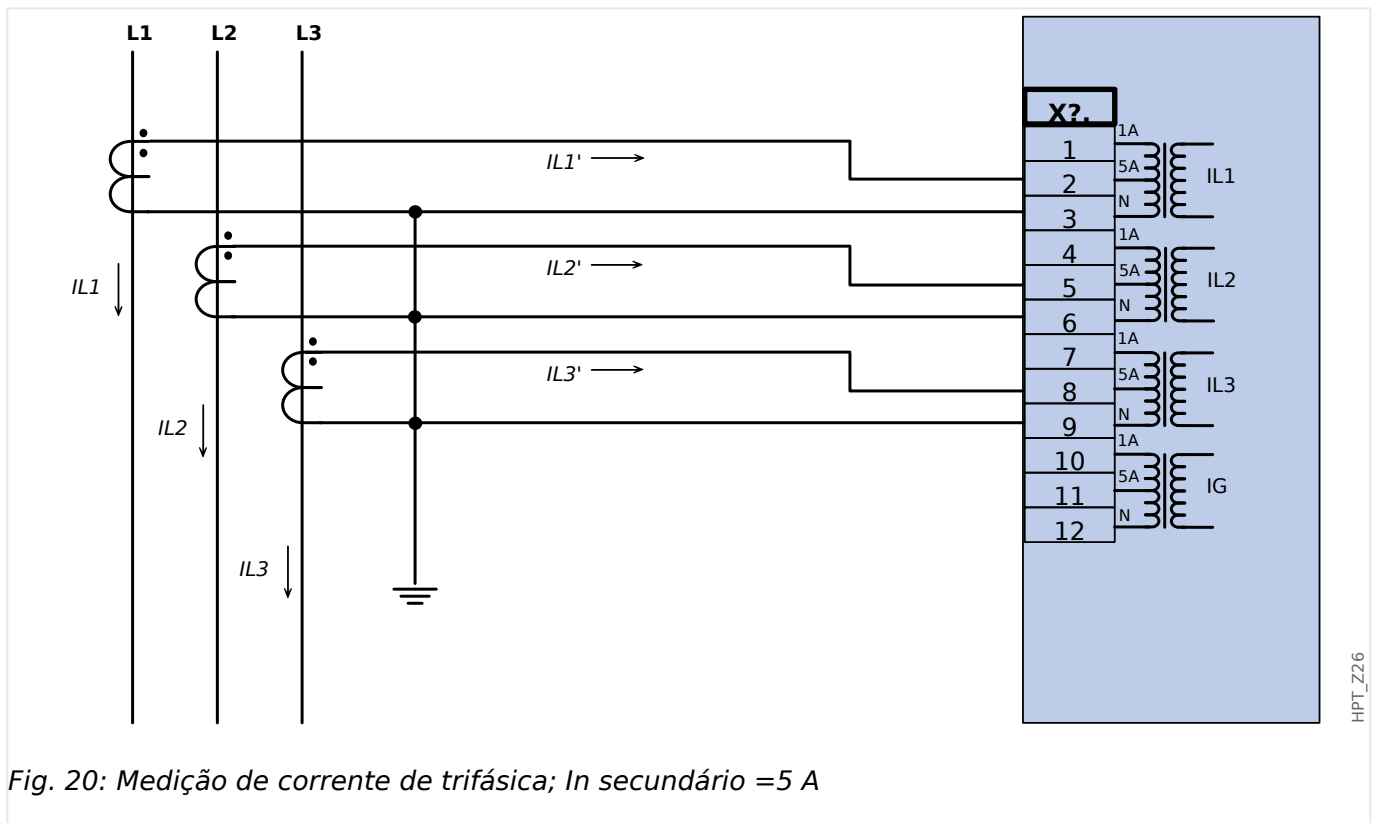 L1 L2 L3
X?.
1A
1
IL1'
5A
IL1
2
N
3
1A
4
IL2'
5A
IL2
IL1
5
N
6
1A
7
IL3'
5A
IL3
8
N
IL2
9
1A
10
5A
IG
11
N
12
IL3
HPT_Z26
Fig. 20: Medição de corrente de trifásica; In secundário =5 A